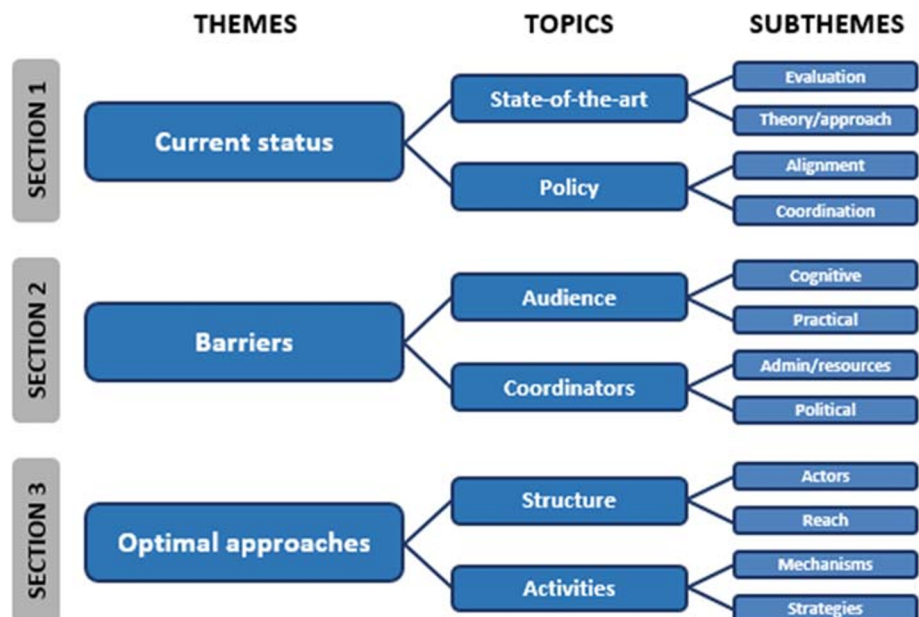 THEMES TOPICS SUBTHEMES
SECTION 1
Current status
State-of-the-art
Evaluation
Theory/approach
Policy
Alignment
Coordination
SECTION 2
Barriers
Audience
Cognitive
Practical
Coordinators
Admin/resources
Political
SECTION 3
Optimal approaches
Structure
Actors
Reach
Activities
Mechanisms
Strategies